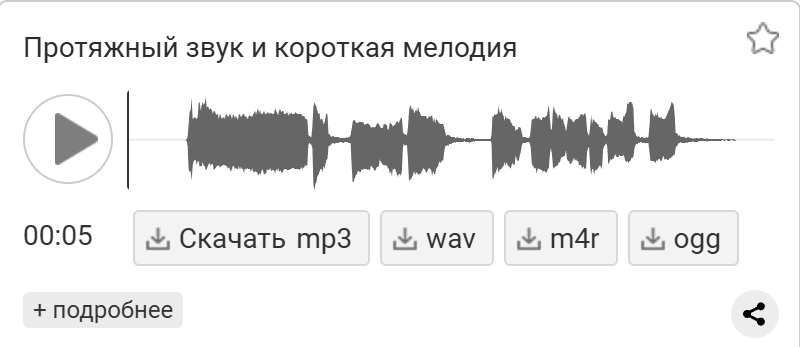 Протяжный звук и короткая мелодия
00:05
Скачать mp3
wav
m4r
ogg
+ подробнее